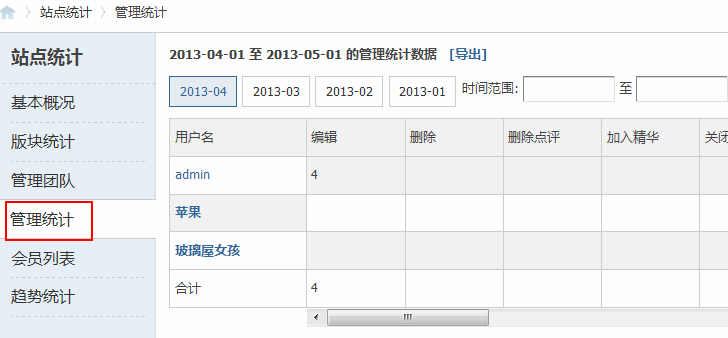 站点统计 管理统计
站点统计
基本概况
版块统计
管理团队
管理统计
会员列表
趋势统计
2013-04-01 至 2013-05-01 的管理统计数据 [导出]
2013-04 2013-03 2013-02 2013-01 时间范围: 至
用户名 编辑 删除 删除点评 加入精华 关闭
admin 4
苹果
玻璃屋女孩
合计 4